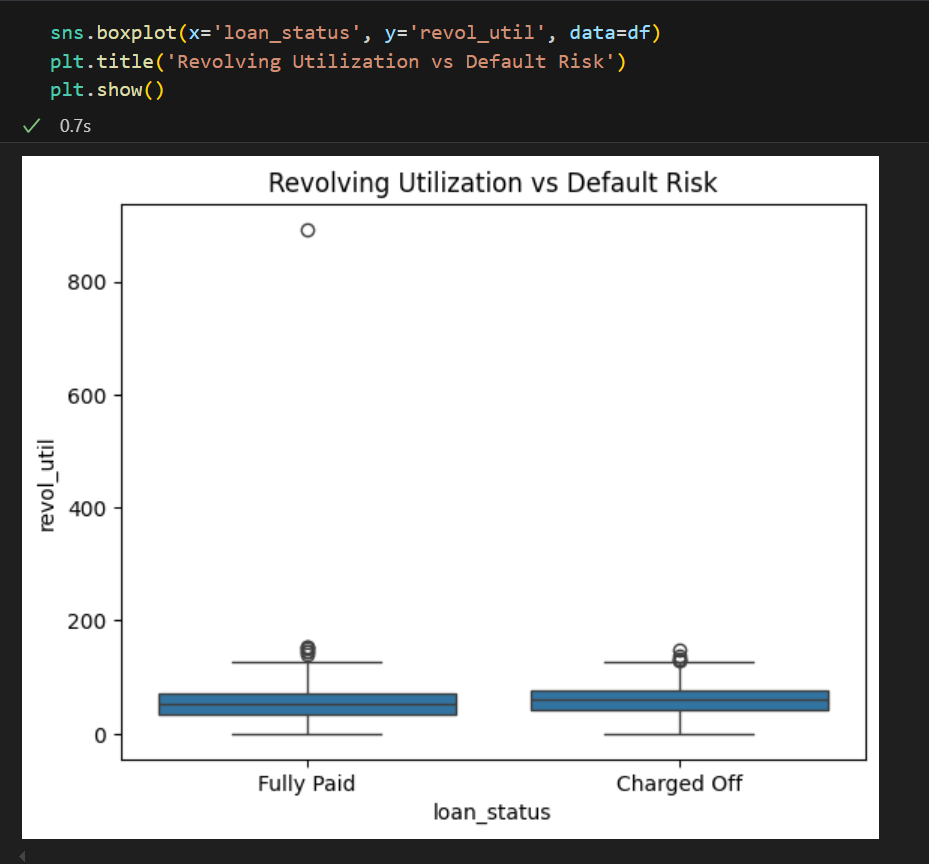 sns.boxplot(x='loan_status', y='revol_util', data=df)
plt.title('Revolving Utilization vs Default Risk')
plt.show()
0.7s
Revolving Utilization vs Default Risk
800
600
400
200
0
revol_util
Fully Paid
Charged Off
loan_status